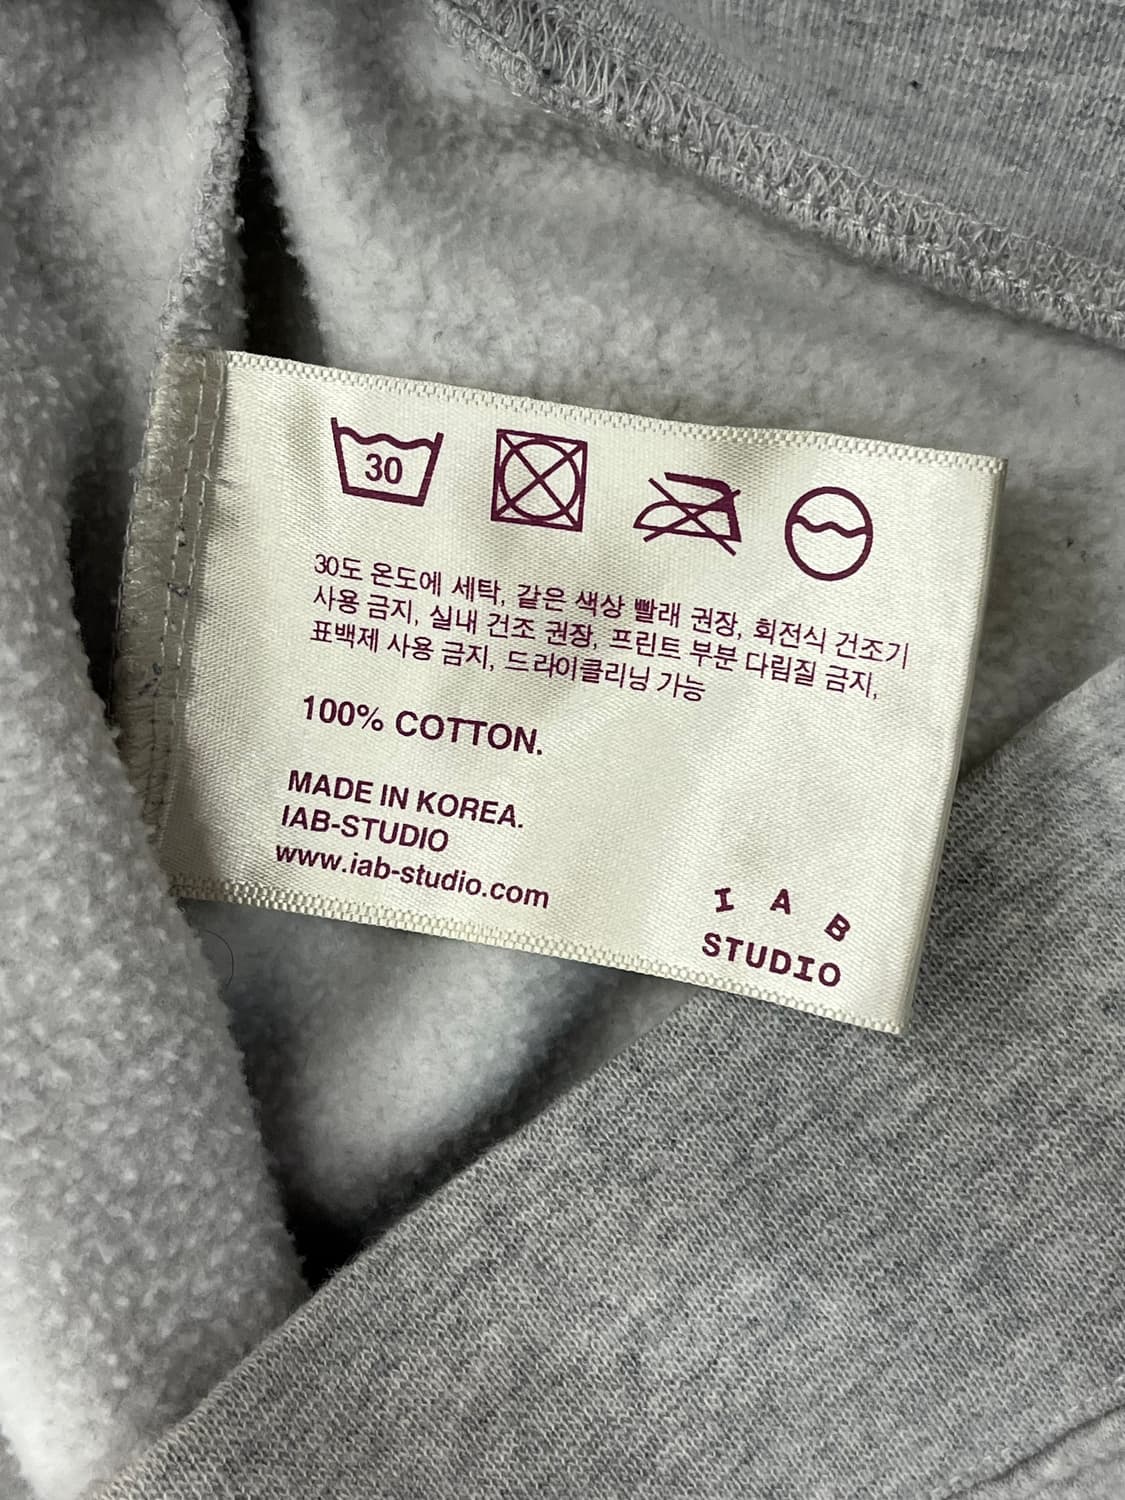 30
30도 온도에 세탁, 같은 색상 빨래 권장, 회전식 건조기
사용 금지, 실내 건조 권장, 프린트 부분 다림질 금지,
표백제 사용 금지, 드라이클리닝 가능
100% COTTON.
MADE IN KOREA.
IAB-STUDIO
www.iab-studio.com
I A B
STUDIO